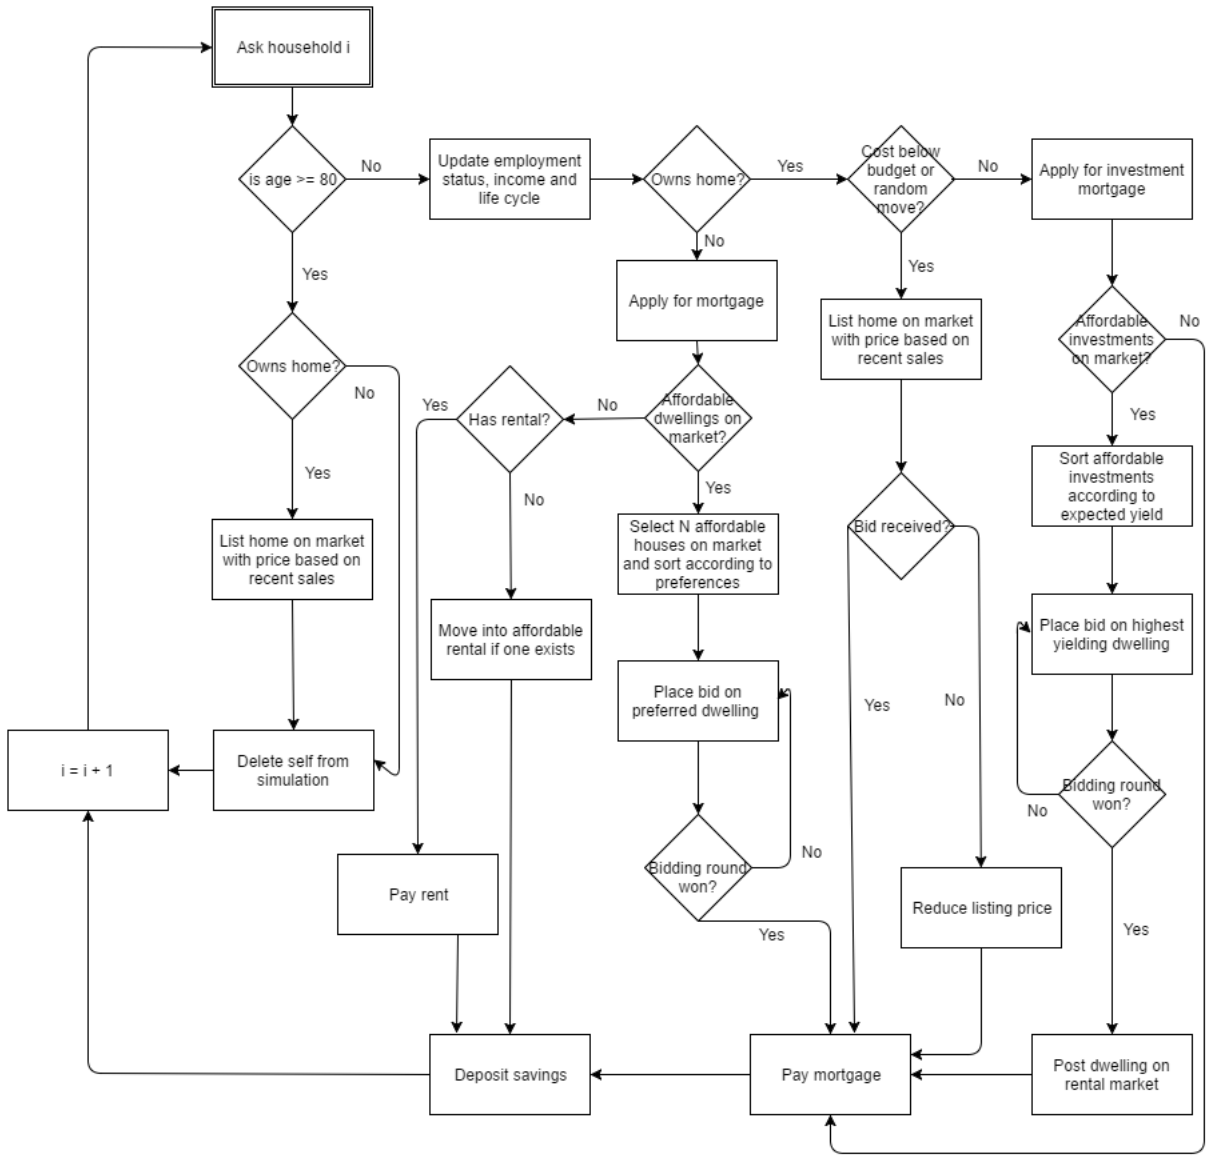 Ask household i
is age >= 80
No
Update employment
status, income and
life cycle
Owns home?
Yes
Cost below
budget or
random
move?
No
Apply for investment
mortgage
No
Yes
Yes
Apply for mortgage
List home on market
with price based on
recent sales
Affordable
investments
on market?
No
Owns home?
No
Yes
Has rental?
No
Affordable
dwellings on
market?
Yes
Yes
No
Yes
Sort affordable
investments
according to
expected yield
List home on market
with price based on
recent sales
Select N affordable
houses on market
and sort according to
preferences
Bid received?
Move into affordable
rental if one exists
Place bid on highest
yielding dwelling
Place bid on
preferred dwelling
Yes
No
i = i + 1
Delete self from
simulation
Bidding round
won?
No
Pay rent
Bidding round
won?
No
Yes
Reduce listing price
Yes
Deposit savings
Pay mortgage
Post dwelling on
rental market